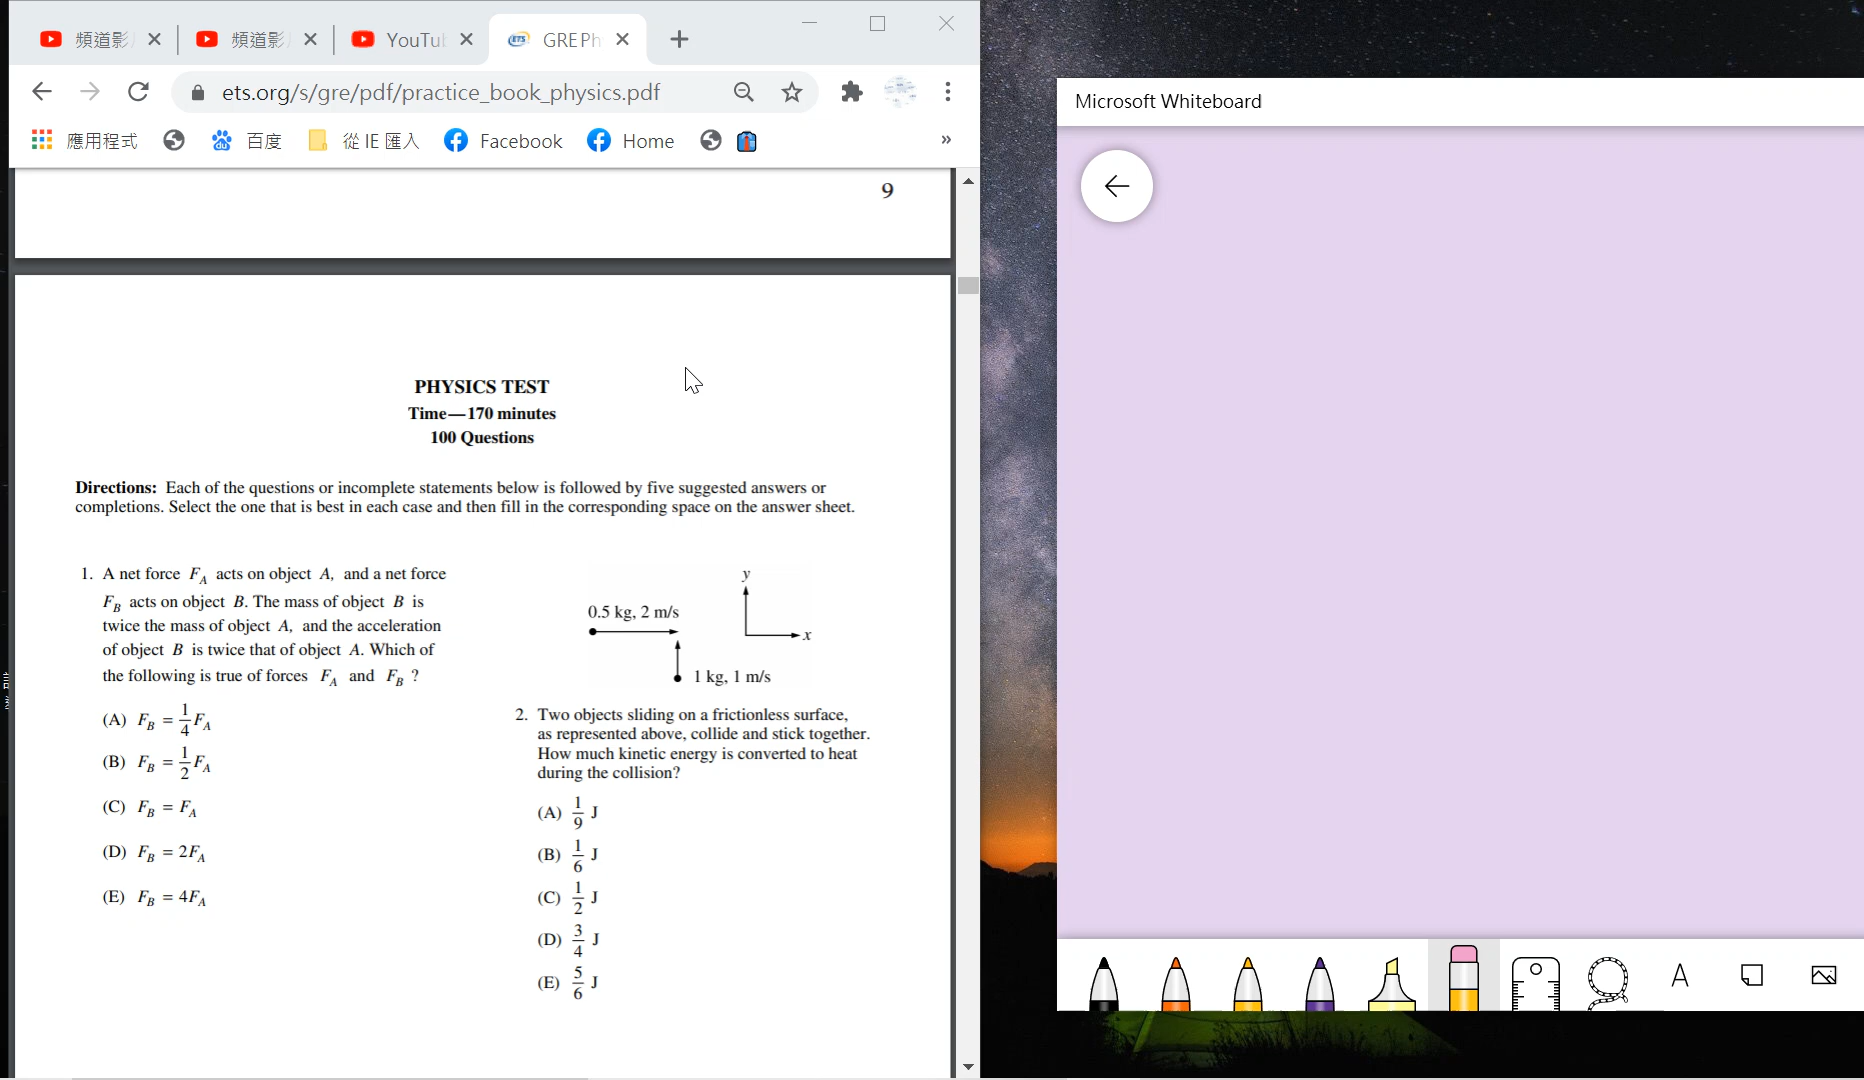 頻道影
頻道影
YouTu
GRE Ph
ets.org/s/gre/pdf/practice_book_physics.pdf
應用程式
百度
從 IE 匯入
Facebook
Home
»
9
PHYSICS TEST
Time—170 minutes
100 Questions
Directions: Each of the questions or incomplete statements below is followed by five suggested answers or
completions. Select the one that is best in each case and then fill in the corresponding space on the answer sheet.
1. A net force F_A acts on object A, and a net force
F_B acts on object B. The mass of object B is
twice the mass of object A, and the acceleration
of object B is twice that of object A. Which of
the following is true of forces F_A and F_B ?
(A) F_B = 1/4 F_A
(B) F_B = 1/2 F_A
(C) F_B = F_A
(D) F_B = 2F_A
(E) F_B = 4F_A
y
0.5 kg, 2 m/s
x
1 kg, 1 m/s
2. Two objects sliding on a frictionless surface,
as represented above, collide and stick together.
How much kinetic energy is converted to heat
during the collision?
(A) 1/9 J
(B) 1/6 J
(C) 1/2 J
(D) 3/4 J
(E) 5/6 J
Microsoft Whiteboard
A